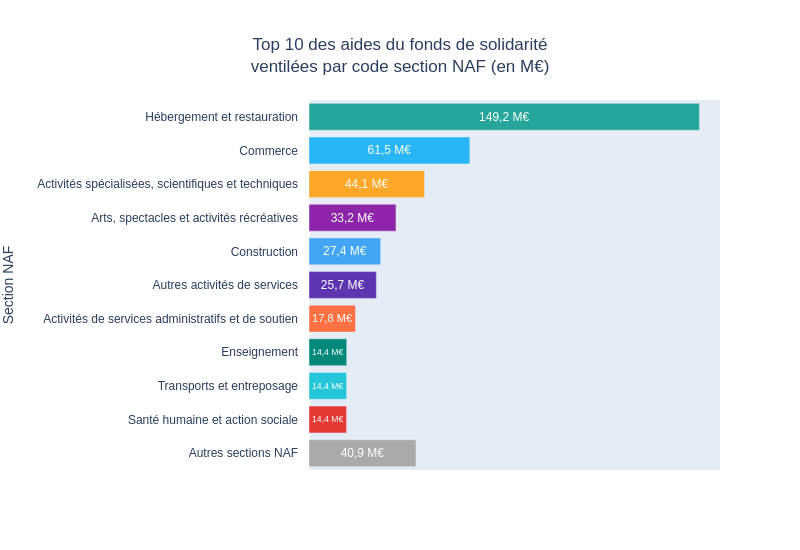 Top 10 des aides du fonds de solidarité
ventilées par code section NAF (en M€)
Section NAF
Hébergement et restauration 149,2 M€
Commerce 61,5 M€
Activités spécialisées, scientifiques et techniques 44,1 M€
Arts, spectacles et activités récréatives 33,2 M€
Construction 27,4 M€
Autres activités de services 25,7 M€
Activités de services administratifs et de soutien 17,8 M€
Enseignement 14,4 M€
Transports et entreposage 14,4 M€
Santé humaine et action sociale 14,4 M€
Autres sections NAF 40,9 M€